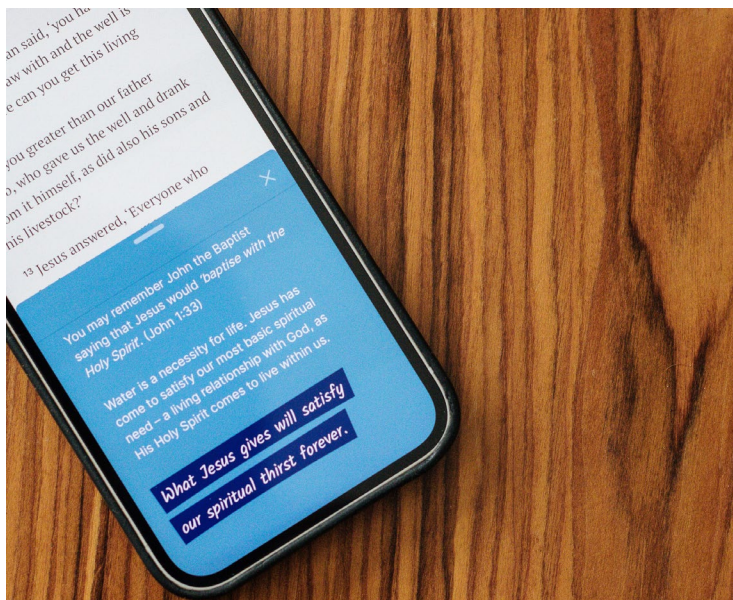 an said, ‘you ha
aw with and the well is
e can you get this living
you greater than our father
o, who gave us the well and drank
om it himself, as did also his sons and
his livestock?’
13 Jesus answered, ‘Everyone who
You may remember John the Baptist
saying that Jesus would ‘baptise with the
Holy Spirit’. (John 1:33)
Water is a necessity for life. Jesus has
come to satisfy our most basic spiritual
need – a living relationship with God, as
His Holy Spirit comes to live within us.
What Jesus gives will satisfy
our spiritual thirst forever.